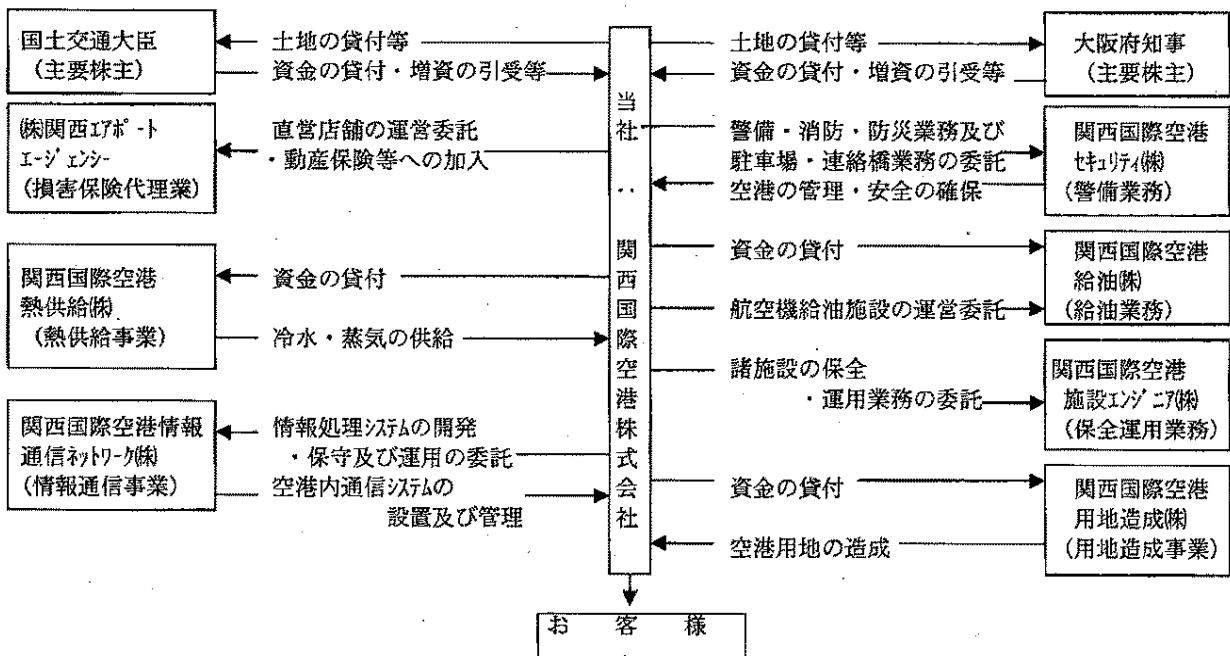 国土交通大臣
（主要株主）
土地の貸付等
資金の貸付・増資の引受等
㈱関西エアポート
エージェンシー
（損害保険代理業）
直営店舗の運営委託
・動産保険等への加入
関西国際空港
熱供給㈱
（熱供給事業）
資金の貸付
冷水・蒸気の供給
関西国際空港情報
通信ネットワーク㈱
（情報通信事業）
情報処理システムの開発
・保守及び運用の委託
空港内通信システムの
設置及び管理
当社：関西国際空港株式会社
土地の貸付等
資金の貸付・増資の引受等
大阪府知事
（主要株主）
警備・消防・防災業務及び
駐車場・連絡橋業務の委託
空港の管理・安全の確保
関西国際空港
セキュリティ㈱
（警備業務）
資金の貸付
航空機給油施設の運営委託
関西国際空港
給油㈱
（給油業務）
諸施設の保全
・運用業務の委託
関西国際空港
施設エンジニア㈱
（保全運用業務）
資金の貸付
空港用地の造成
関西国際空港
用地造成㈱
（用地造成事業）
お客様